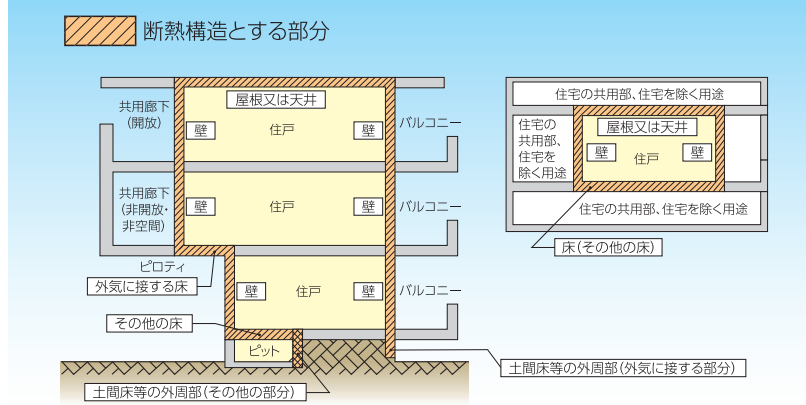 断熱構造とする部分
共用廊下
(開放)
屋根又は天井
壁
住戸
壁
バルコニー
共用廊下
(非開放・
非空間)
壁
住戸
壁
バルコニー
ピロティ
外気に接する床
壁
住戸
壁
バルコニー
その他の床
ピット
土間床等の外周部(その他の部分)
土間床等の外周部(外気に接する部分)
住宅の共用部、住宅を除く用途
住宅の
共用部、
住宅を
除く用途
屋根又は天井
壁
住戸
壁
住宅の共用部、住宅を除く用途
床(その他の床)